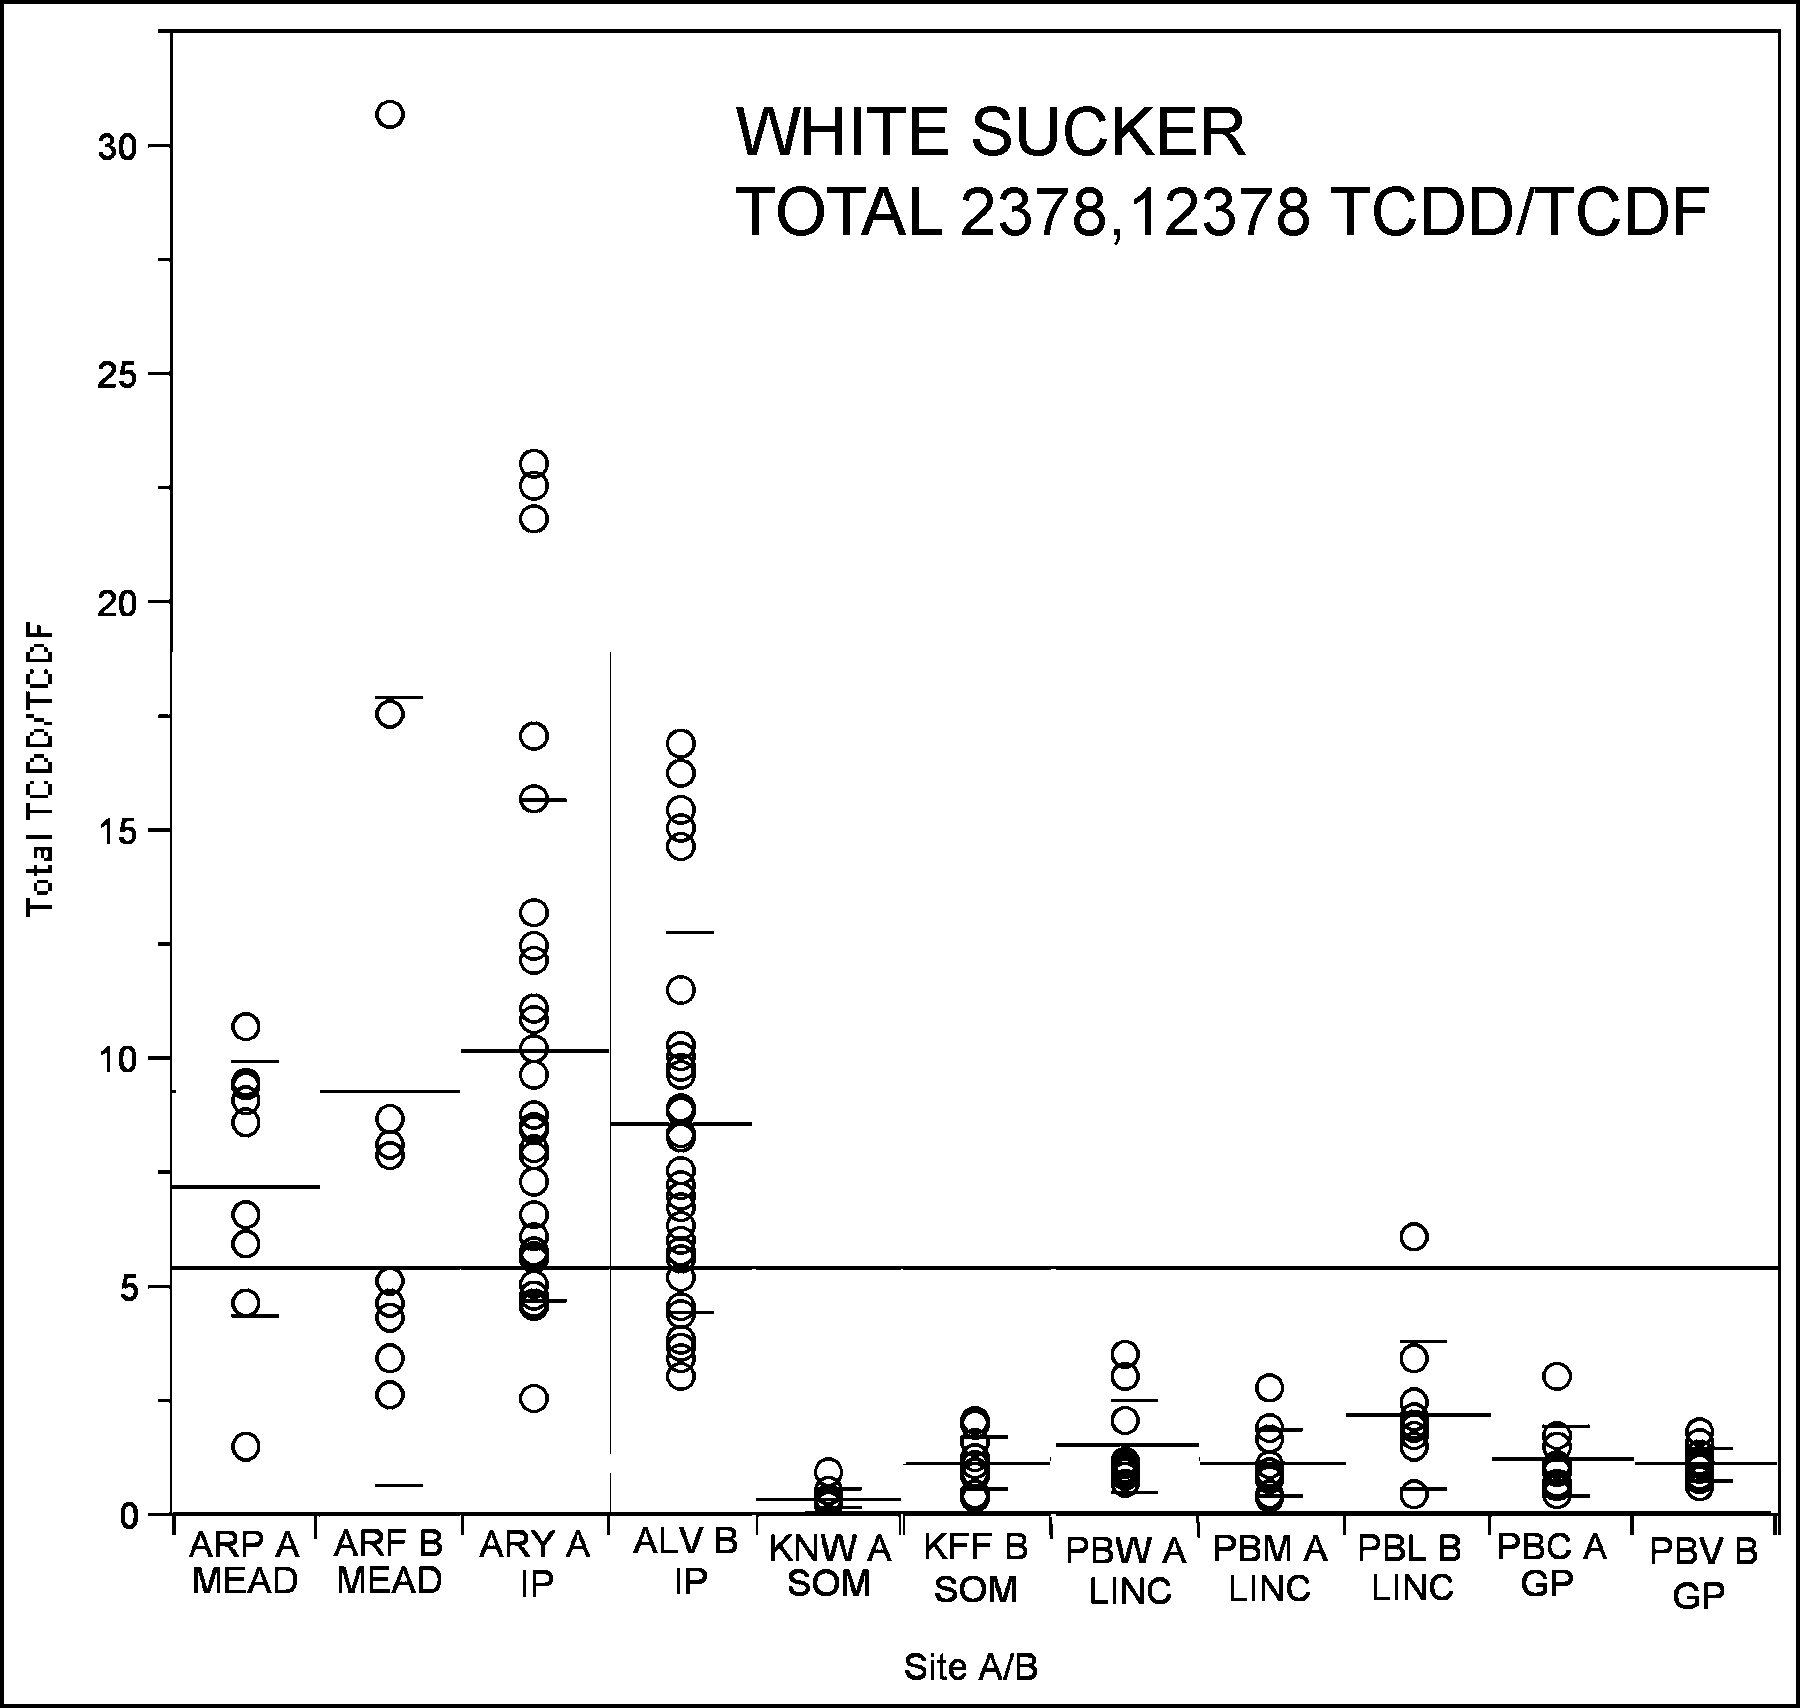 WHITE SUCKER
TOTAL 2378,12378 TCDD/TCDF
30
25
20
15
10
5
0
Total TCDD/TCDF
ARP A MEAD
ARF B MEAD
ARY A IP
ALV B IP
KNW A SOM
KFF B SOM
PBW A LINC
PBM A LINC
PBL B LINC
PBC A GP
PBV B GP
Site A/B